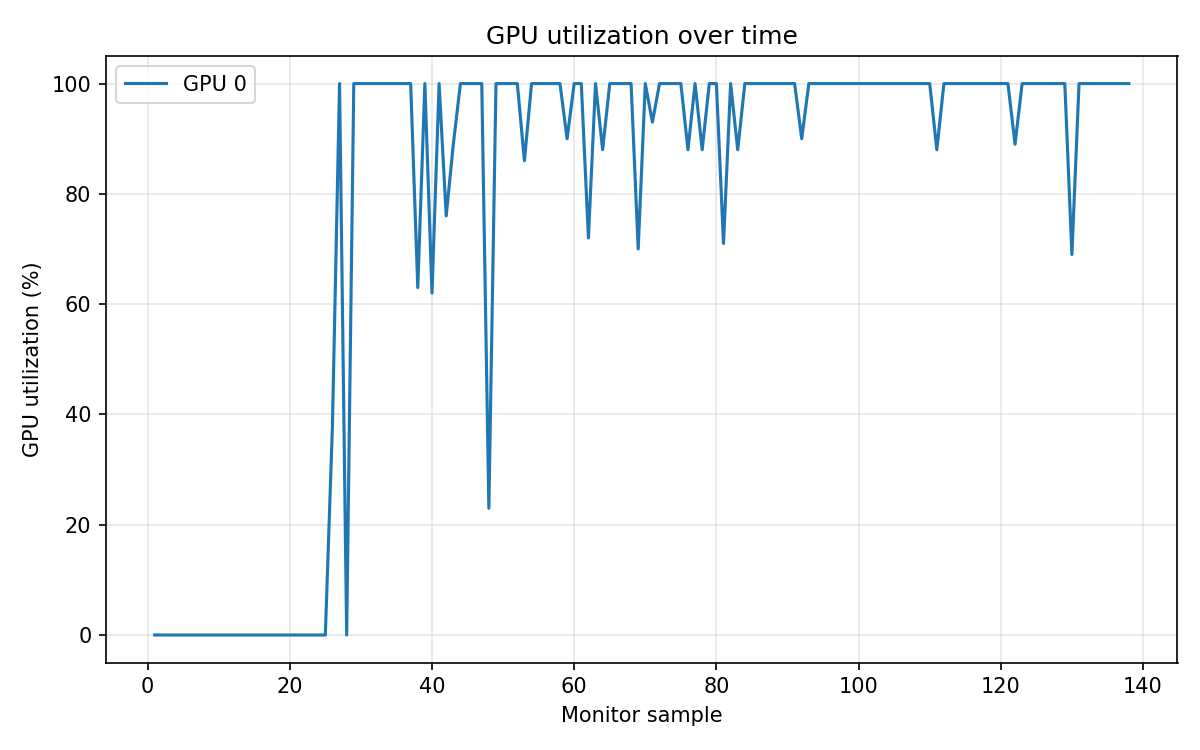 GPU utilization over time
GPU 0
GPU utilization (%)
100
80
60
40
20
0
0 20 40 60 80 100 120 140
Monitor sample